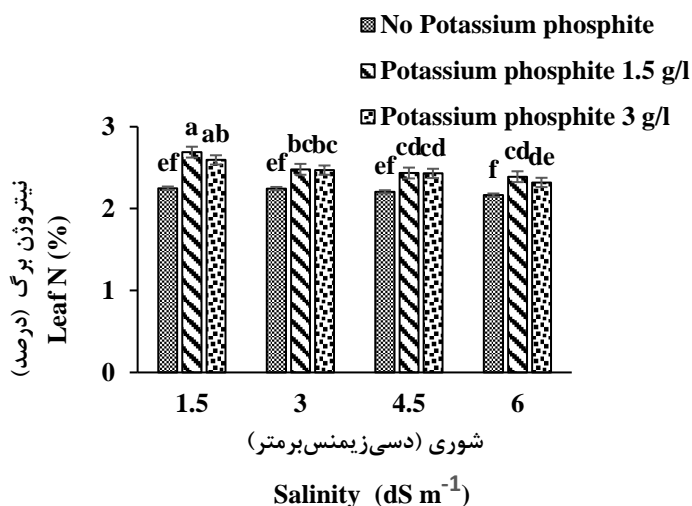 No Potassium phosphite
Potassium phosphite 1.5 g/l
Potassium phosphite 3 g/l
نیتروژن برگ (درصد)
Leaf N (%)
3
2
1
0
ef a ab
ef bc bc
ef cd cd
f cd de
1.5 3 4.5 6
شوری (دسی‌زیمنس‌برمتر)
Salinity (dS m-1)